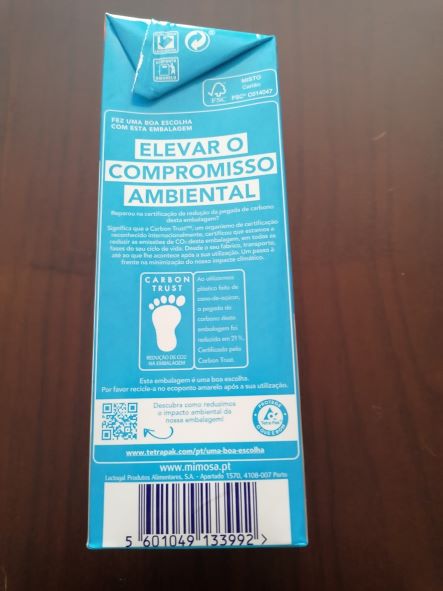 MISTO
Cartão
FSC® C014047
FSC
FEZ UMA BOA ESCOLHA
COM ESTA EMBALAGEM
ELEVAR O
COMPROMISSO
AMBIENTAL
Reparou na certificação de redução da pegada de carbono
desta embalagem?
Significa que a Carbon Trust™, um organismo de certificação
reconhecido internacionalmente, certificou que estamos a
reduzir as emissões de CO₂ desta embalagem, em todas as
fases do seu ciclo de vida. Desde o seu fabrico, transporte,
até ao que lhe acontece após a sua utilização. Um passo à
frente na minimização do nosso impacte climático.
CARBON
TRUST
REDUÇÃO DE CO2
NA EMBALAGEM
Ao utilizarmos
plástico feito de
cana-de-açúcar,
a pegada de
carbono desta
embalagem foi
reduzida em 21%.
Certificado pela
Carbon Trust.
Esta embalagem é uma boa escolha.
Por favor recicle-a no ecoponto amarelo após a sua utilização.
Descubra como reduzimos
o impacto ambiental da
nossa embalagem!
Tetra Pak
PROTEGE
O QUE É BOM
www.tetrapak.com/pt/uma-boa-escolha
www.mimosa.pt
Lactogal Produtos Alimentares, S.A. - Apartado 1570, 4108-007 Porto
5 601049 133992 >